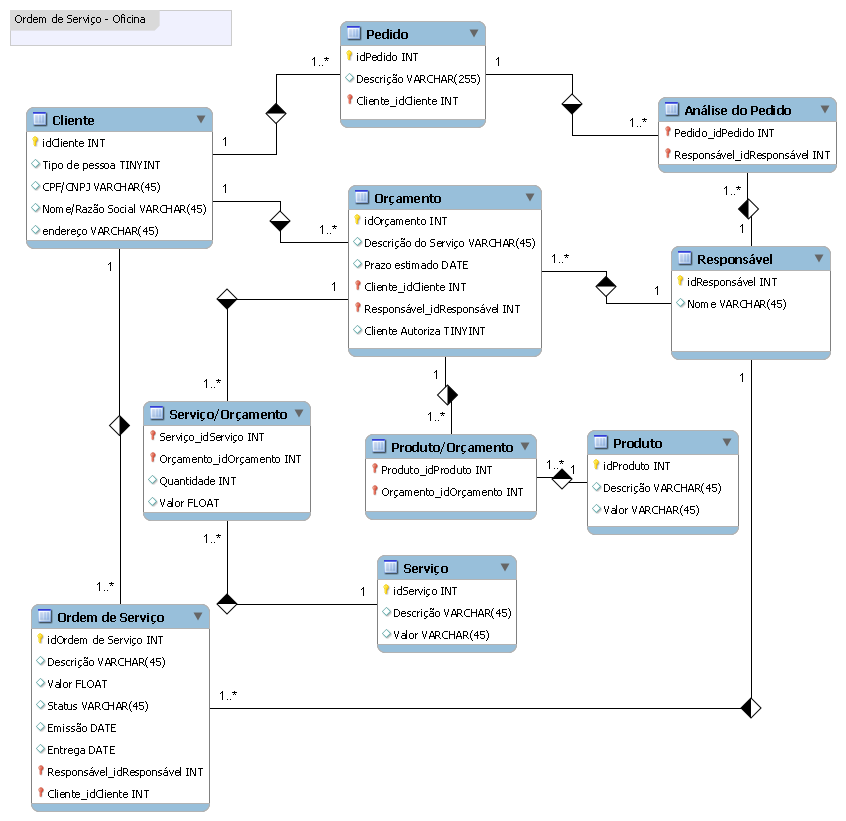 Ordem de Serviço - Oficina
Pedido
idPedido INT
Descrição VARCHAR(255)
Cliente_idCliente INT
1..*
1
Cliente
idCliente INT
Tipo de pessoa TINYINT
CPF/CNPJ VARCHAR(45)
Nome/Razão Social VARCHAR(45)
endereço VARCHAR(45)
1
1
1
1..*
Análise do Pedido
Pedido_idPedido INT
Responsável_idResponsável INT
1..*
1..*
1
Orçamento
idOrçamento INT
Descrição do Serviço VARCHAR(45)
Prazo estimado DATE
Cliente_idCliente INT
Responsável_idResponsável INT
Cliente Autoriza TINYINT
1..*
1
1
1
Responsável
idResponsável INT
Nome VARCHAR(45)
1
1..*
Serviço/Orçamento
Serviço_idServiço INT
Orçamento_idOrçamento INT
Quantidade INT
Valor FLOAT
1..*
1..*
Produto/Orçamento
Produto_idProduto INT
Orçamento_idOrçamento INT
1..*
1
Produto
idProduto INT
Descrição VARCHAR(45)
Valor VARCHAR(45)
Serviço
idServiço INT
Descrição VARCHAR(45)
Valor VARCHAR(45)
1
1..*
Ordem de Serviço
idOrdem de Serviço INT
Descrição VARCHAR(45)
Valor FLOAT
Status VARCHAR(45)
Emissão DATE
Entrega DATE
Responsável_idResponsável INT
Cliente_idCliente INT
1..*